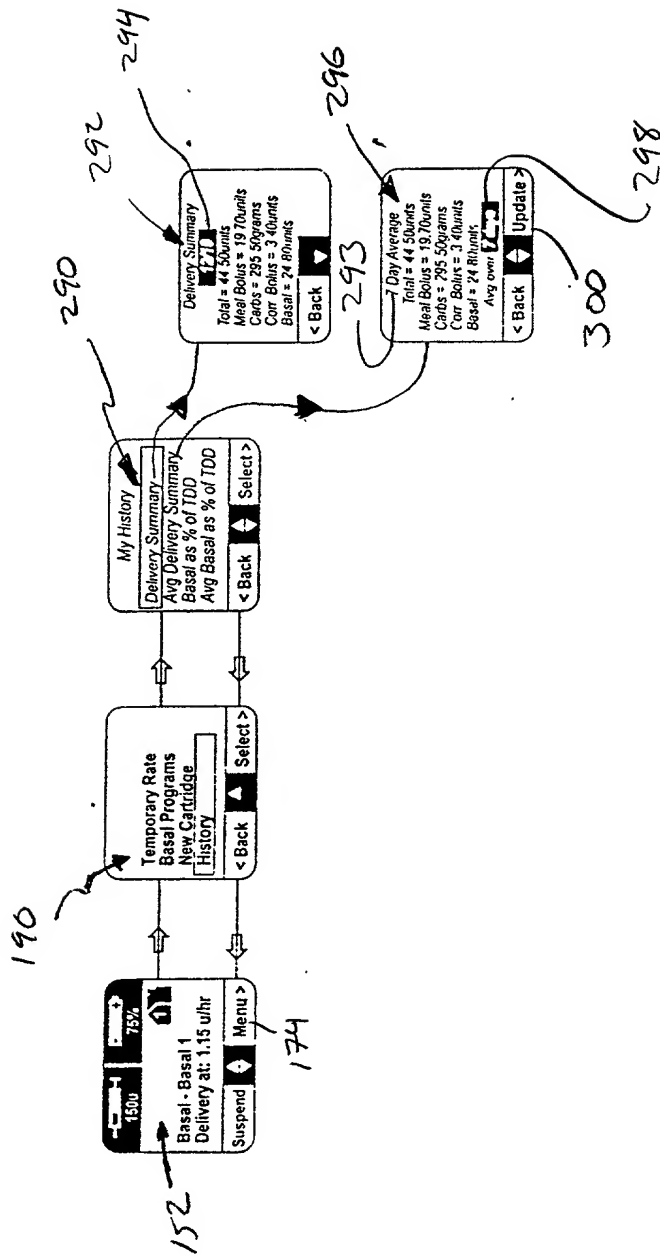 152
150u 75%
1
Basal - Basal 1
Delivery at: 1.15 u/hr
Suspend Menu >
174
190
Temporary Rate
Basal Programs
New Cartridge
History
< Back Select >
290
My History
Delivery Summary
Avg Delivery Summary
Basal as % of TDD
Avg Basal as % of TDD
< Back Select >
292
294
Delivery Summary
Total = 44 50units
Meal Bolus = 19 70units
Carbs = 295 50grams
Corr Bolus = 3 40units
Basal = 24 80units
< Back
293
296
7 Day Average
Total = 44 50units
Meal Bolus = 19.70units
Carbs = 295 50grams
Corr Bolus = 3 40units
Basal = 24 80units
Avg over
< Back Update >
298
300